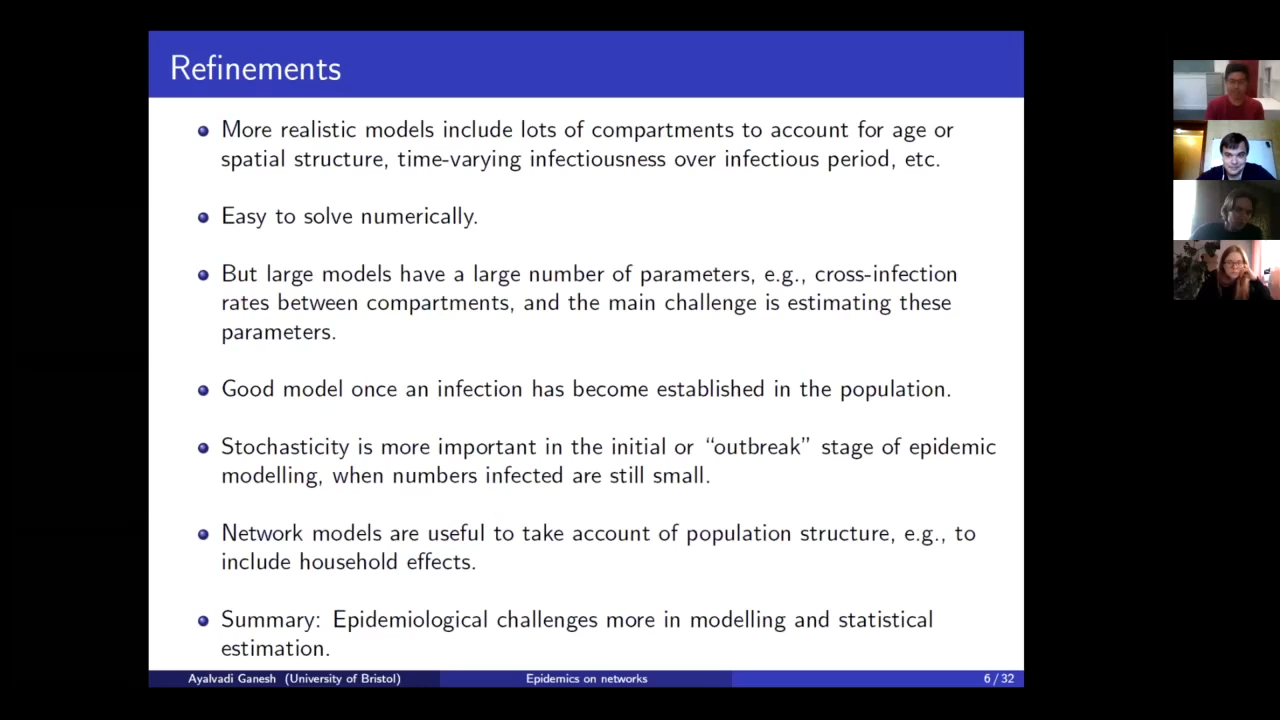 Refinements
More realistic models include lots of compartments to account for age or
spatial structure, time-varying infectiousness over infectious period, etc.
Easy to solve numerically.
But large models have a large number of parameters, e.g., cross-infection
rates between compartments, and the main challenge is estimating these
parameters.
Good model once an infection has become established in the population.
Stochasticity is more important in the initial or “outbreak” stage of epidemic
modelling, when numbers infected are still small.
Network models are useful to take account of population structure, e.g., to
include household effects.
Summary: Epidemiological challenges more in modelling and statistical
estimation.
Ayalvadi Ganesh (University of Bristol) Epidemics on networks 6 / 32